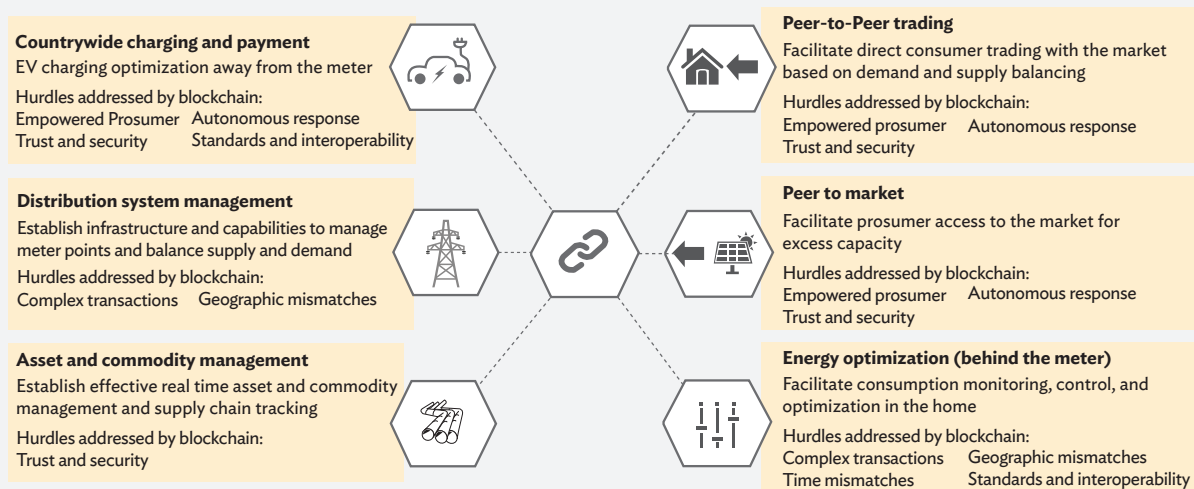 Countrywide charging and payment
EV charging optimization away from the meter
Hurdles addressed by blockchain:
Empowered Prosumer Autonomous response
Trust and security Standards and interoperability
Distribution system management
Establish infrastructure and capabilities to manage
meter points and balance supply and demand
Hurdles addressed by blockchain:
Complex transactions Geographic mismatches
Asset and commodity management
Establish effective real time asset and commodity
management and supply chain tracking
Hurdles addressed by blockchain:
Trust and security
Peer-to-Peer trading
Facilitate direct consumer trading with the market
based on demand and supply balancing
Hurdles addressed by blockchain:
Empowered prosumer Autonomous response
Trust and security
Peer to market
Facilitate prosumer access to the market for
excess capacity
Hurdles addressed by blockchain:
Empowered prosumer Autonomous response
Trust and security
Energy optimization (behind the meter)
Facilitate consumption monitoring, control, and
optimization in the home
Hurdles addressed by blockchain:
Complex transactions Geographic mismatches
Time mismatches Standards and interoperability